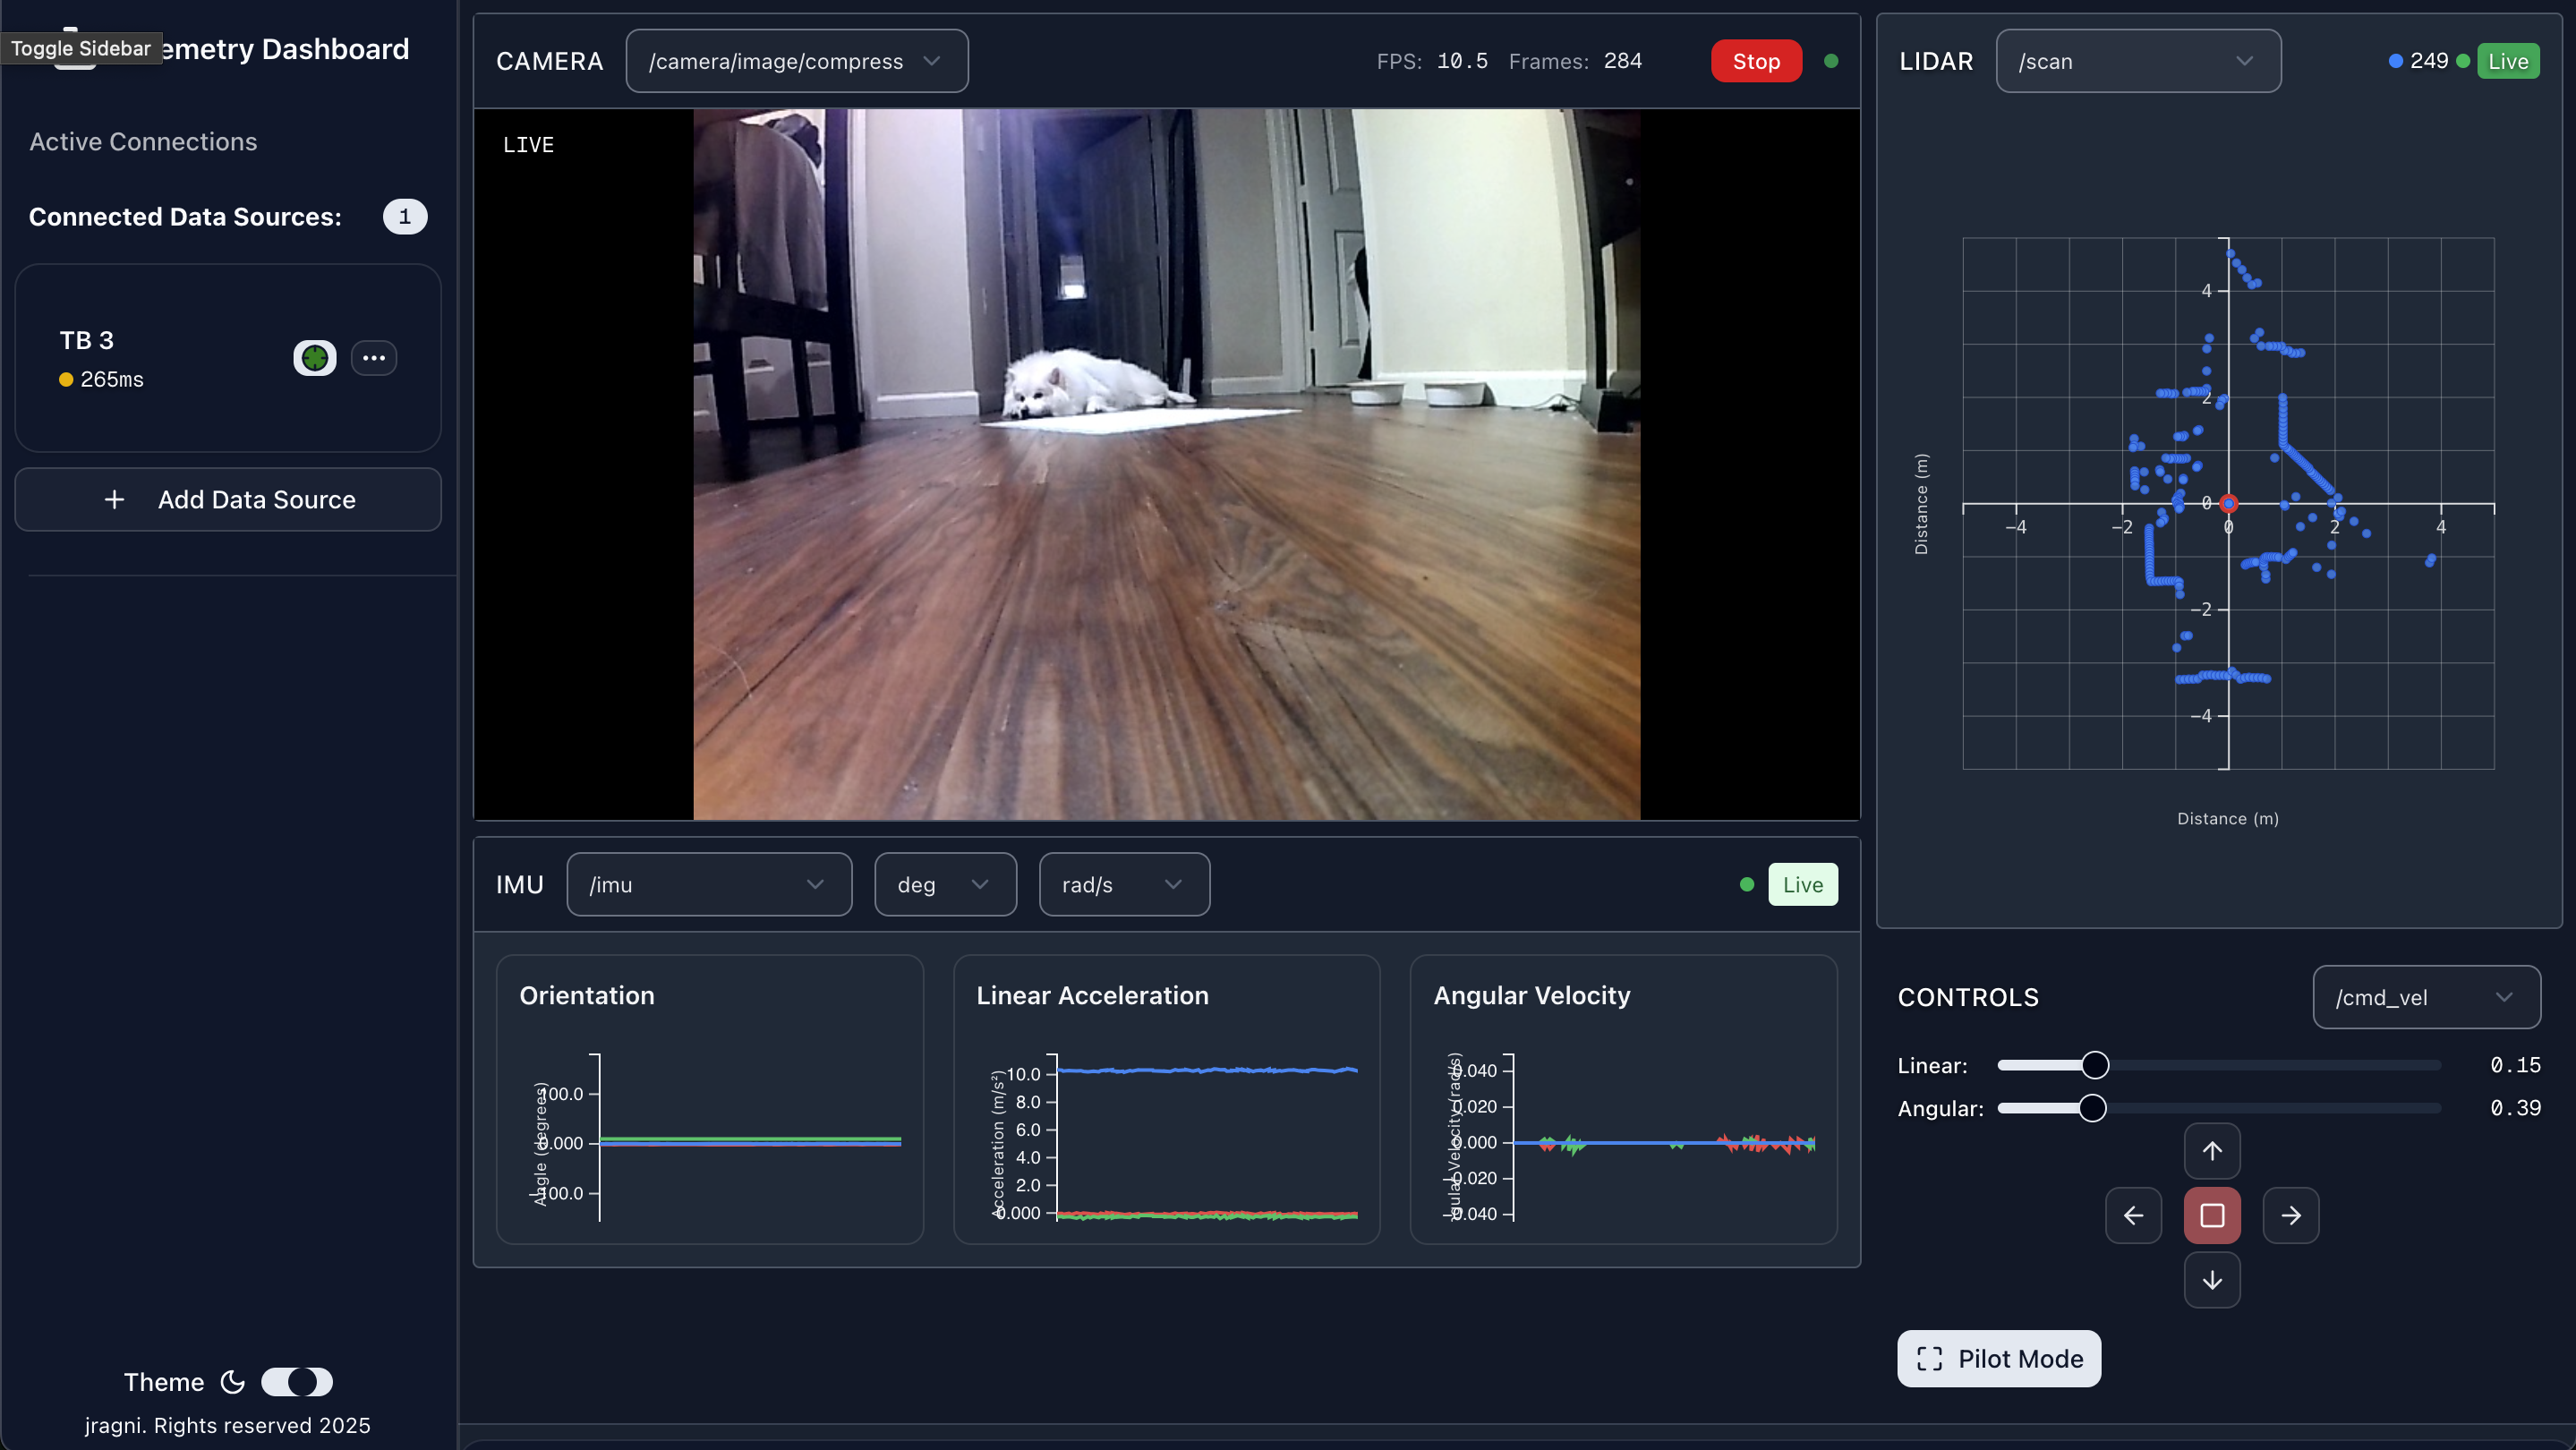 Toggle Sidebar
emetry Dashboard
Active Connections
Connected Data Sources: 1
TB 3
265ms
Add Data Source
Theme
jragni. Rights reserved 2025
CAMERA /camera/image/compress FPS: 10.5 Frames: 284 Stop
LIVE
IMU /imu deg rad/s Live
Orientation
Angle (degrees)
100.0
0.000
−100.0
Linear Acceleration
Acceleration (m/s²)
10.0
8.0
6.0
4.0
2.0
0.000
Angular Velocity
gular Velocity (rad/s)
0.040
0.020
0.000
−0.020
−0.040
LIDAR /scan 249 Live
4
2
0
−2
−4
−4 −2 0 2 4
Distance (m)
Distance (m)
CONTROLS /cmd_vel
Linear: 0.15
Angular: 0.39
Pilot Mode